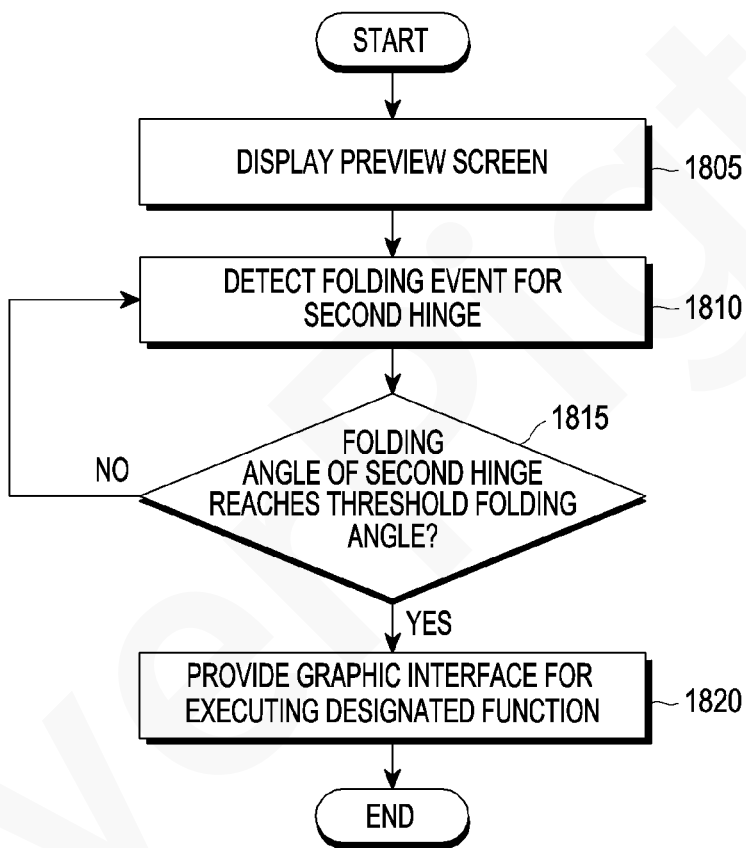 START
DISPLAY PREVIEW SCREEN
1805
DETECT FOLDING EVENT FOR
SECOND HINGE
1810
1815
FOLDING
ANGLE OF SECOND HINGE
REACHES THRESHOLD FOLDING
ANGLE?
NO
YES
PROVIDE GRAPHIC INTERFACE FOR
EXECUTING DESIGNATED FUNCTION
1820
END